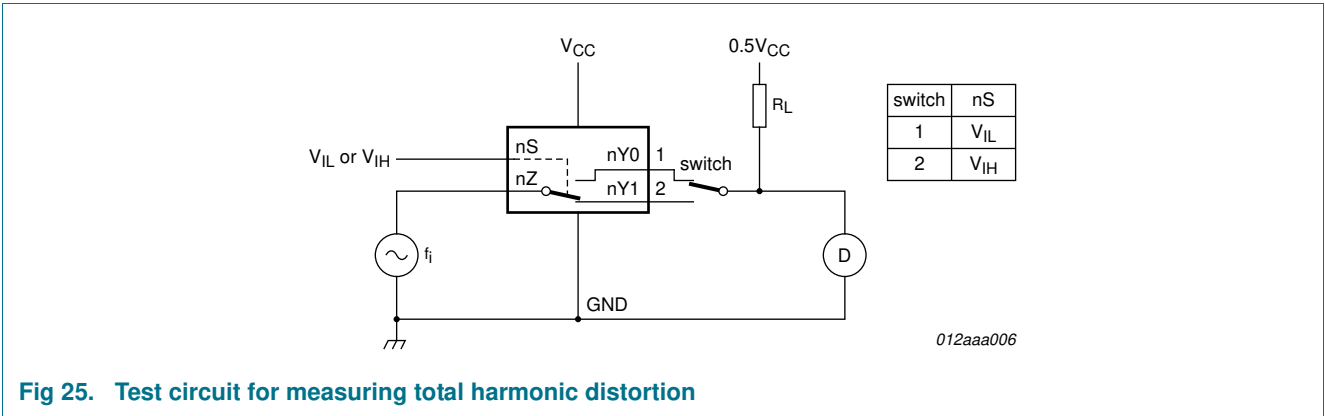 V_CC
0.5V_CC
R_L
switch nS
1 V_IL
2 V_IH
V_IL or V_IH
nS
nY0 1
switch
nZ
nY1 2
f_i
D
GND
012aaa006
Fig 25. Test circuit for measuring total harmonic distortion